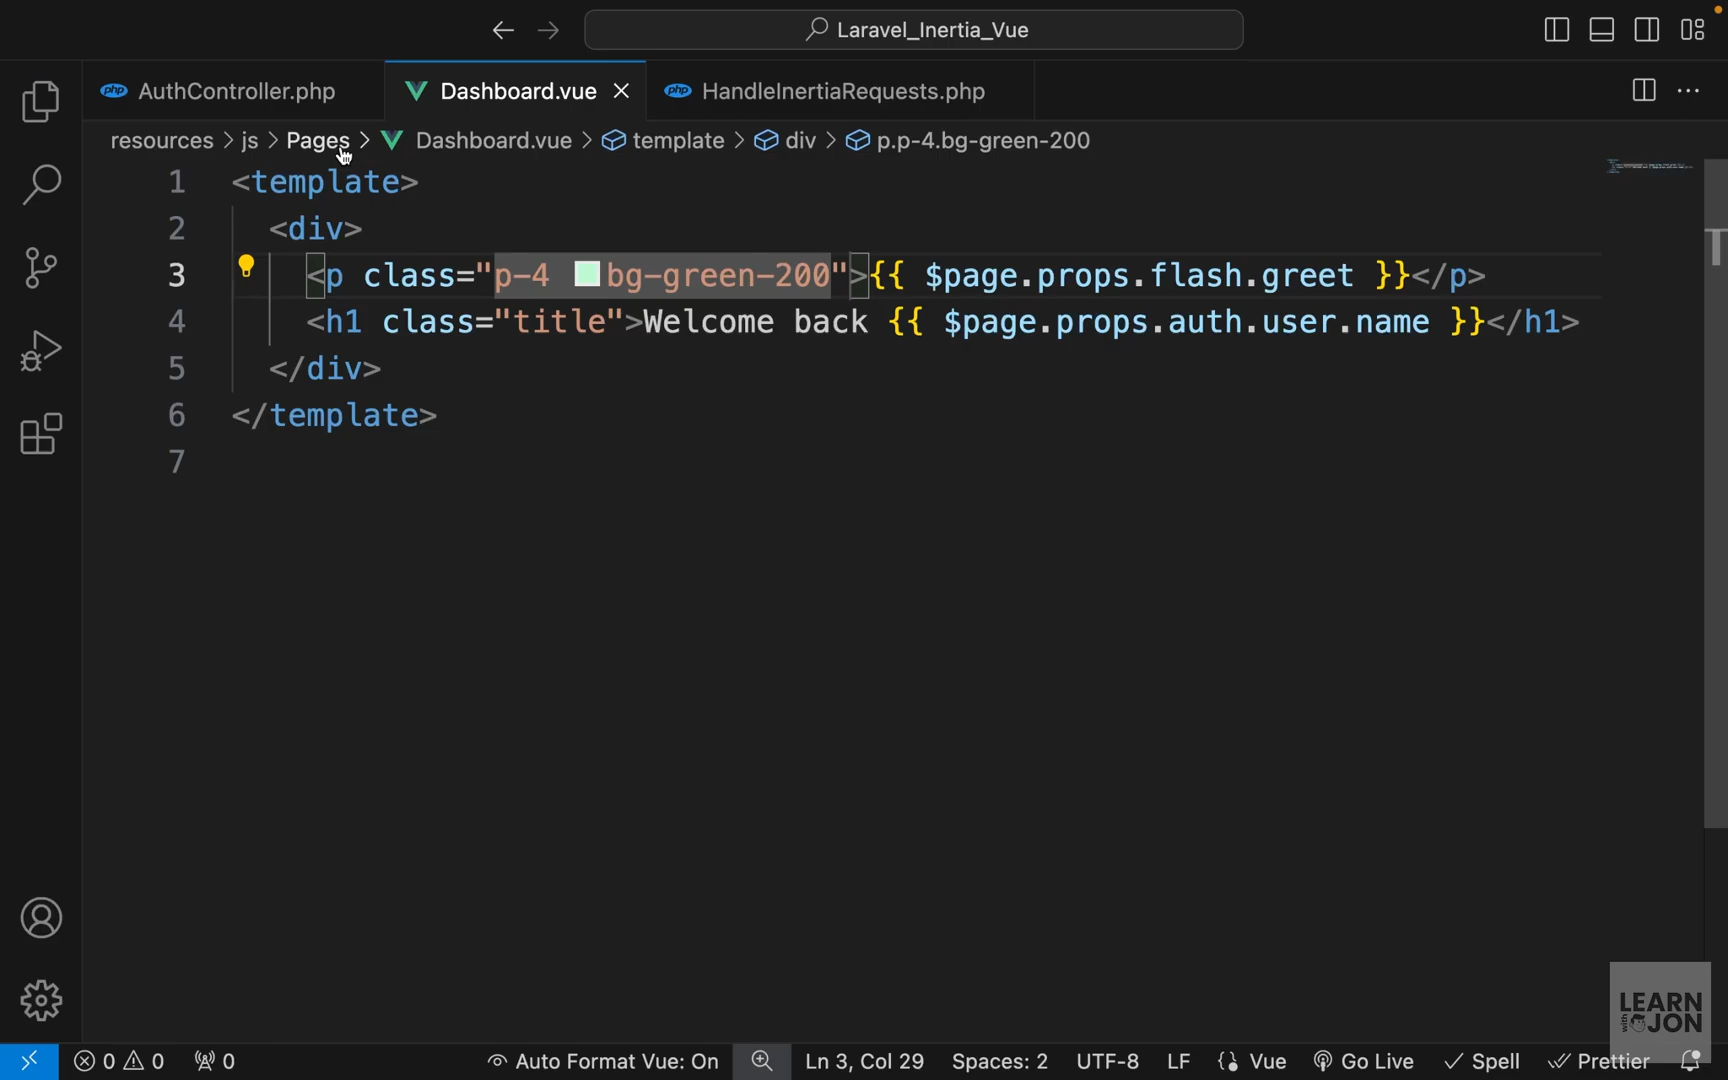 Laravel_Inertia_Vue
php AuthController.php
Dashboard.vue
php HandleInertiaRequests.php
resources > js > Pages > Dashboard.vue > template > div > p.p-4.bg-green-200
1 <template>
2 <div>
3 <p class="p-4 bg-green-200">{{ $page.props.flash.greet }}</p>
4 <h1 class="title">Welcome back {{ $page.props.auth.user.name }}</h1>
5 </div>
6 </template>
7
LEARN
with JON
0 0 0 Auto Format Vue: On Ln 3, Col 29 Spaces: 2 UTF-8 LF {} Vue Go Live Spell Prettier